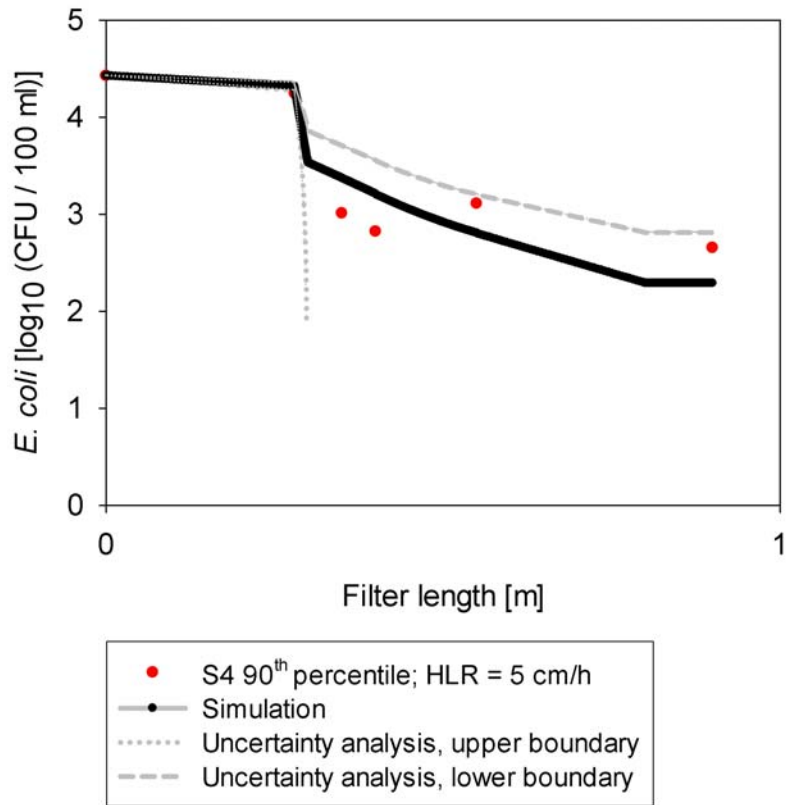 5
4
3
2
1
0
E. coli [log10 (CFU / 100 ml)]
0
1
Filter length [m]
S4 90th percentile; HLR = 5 cm/h
Simulation
Uncertainty analysis, upper boundary
Uncertainty analysis, lower boundary